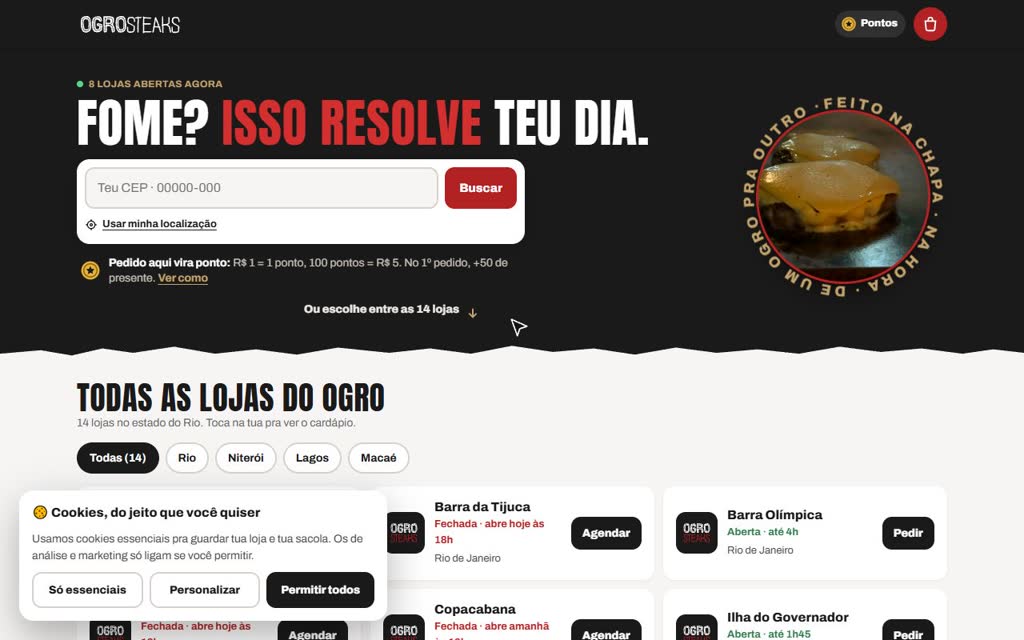 OGROSTEAKS
Pontos
8 LOJAS ABERTAS AGORA
FOME? ISSO RESOLVE TEU DIA.
Teu CEP · 00000-000
Buscar
Usar minha localização
Pedido aqui vira ponto: R$ 1 = 1 ponto, 100 pontos = R$ 5. No 1º pedido, +50 de
presente. Ver como
Ou escolhe entre as 14 lojas
FEITO NA CHAPA · NA HORA · DE UM OGRO PRA OUTRO ·
TODAS AS LOJAS DO OGRO
14 lojas no estado do Rio. Toca na tua pra ver o cardápio.
Todas (14)
Rio
Niterói
Lagos
Macaé
OGRO
STEAKS
Barra da Tijuca
Fechada · abre hoje às
18h
Rio de Janeiro
Agendar
OGRO
STEAKS
Barra Olímpica
Aberta · até 4h
Rio de Janeiro
Pedir
Cookies, do jeito que você quiser
Usamos cookies essenciais pra guardar tua loja e tua sacola. Os de
análise e marketing só ligam se você permitir.
Só essenciais
Personalizar
Permitir todos
OGRO
Fechada · abre hoje às
Agendar
OGRO
STEAKS
Copacabana
Fechada · abre amanhã
Agendar
OGRO
STEAKS
Ilha do Governador
Aberta · até 1h45
Pedir